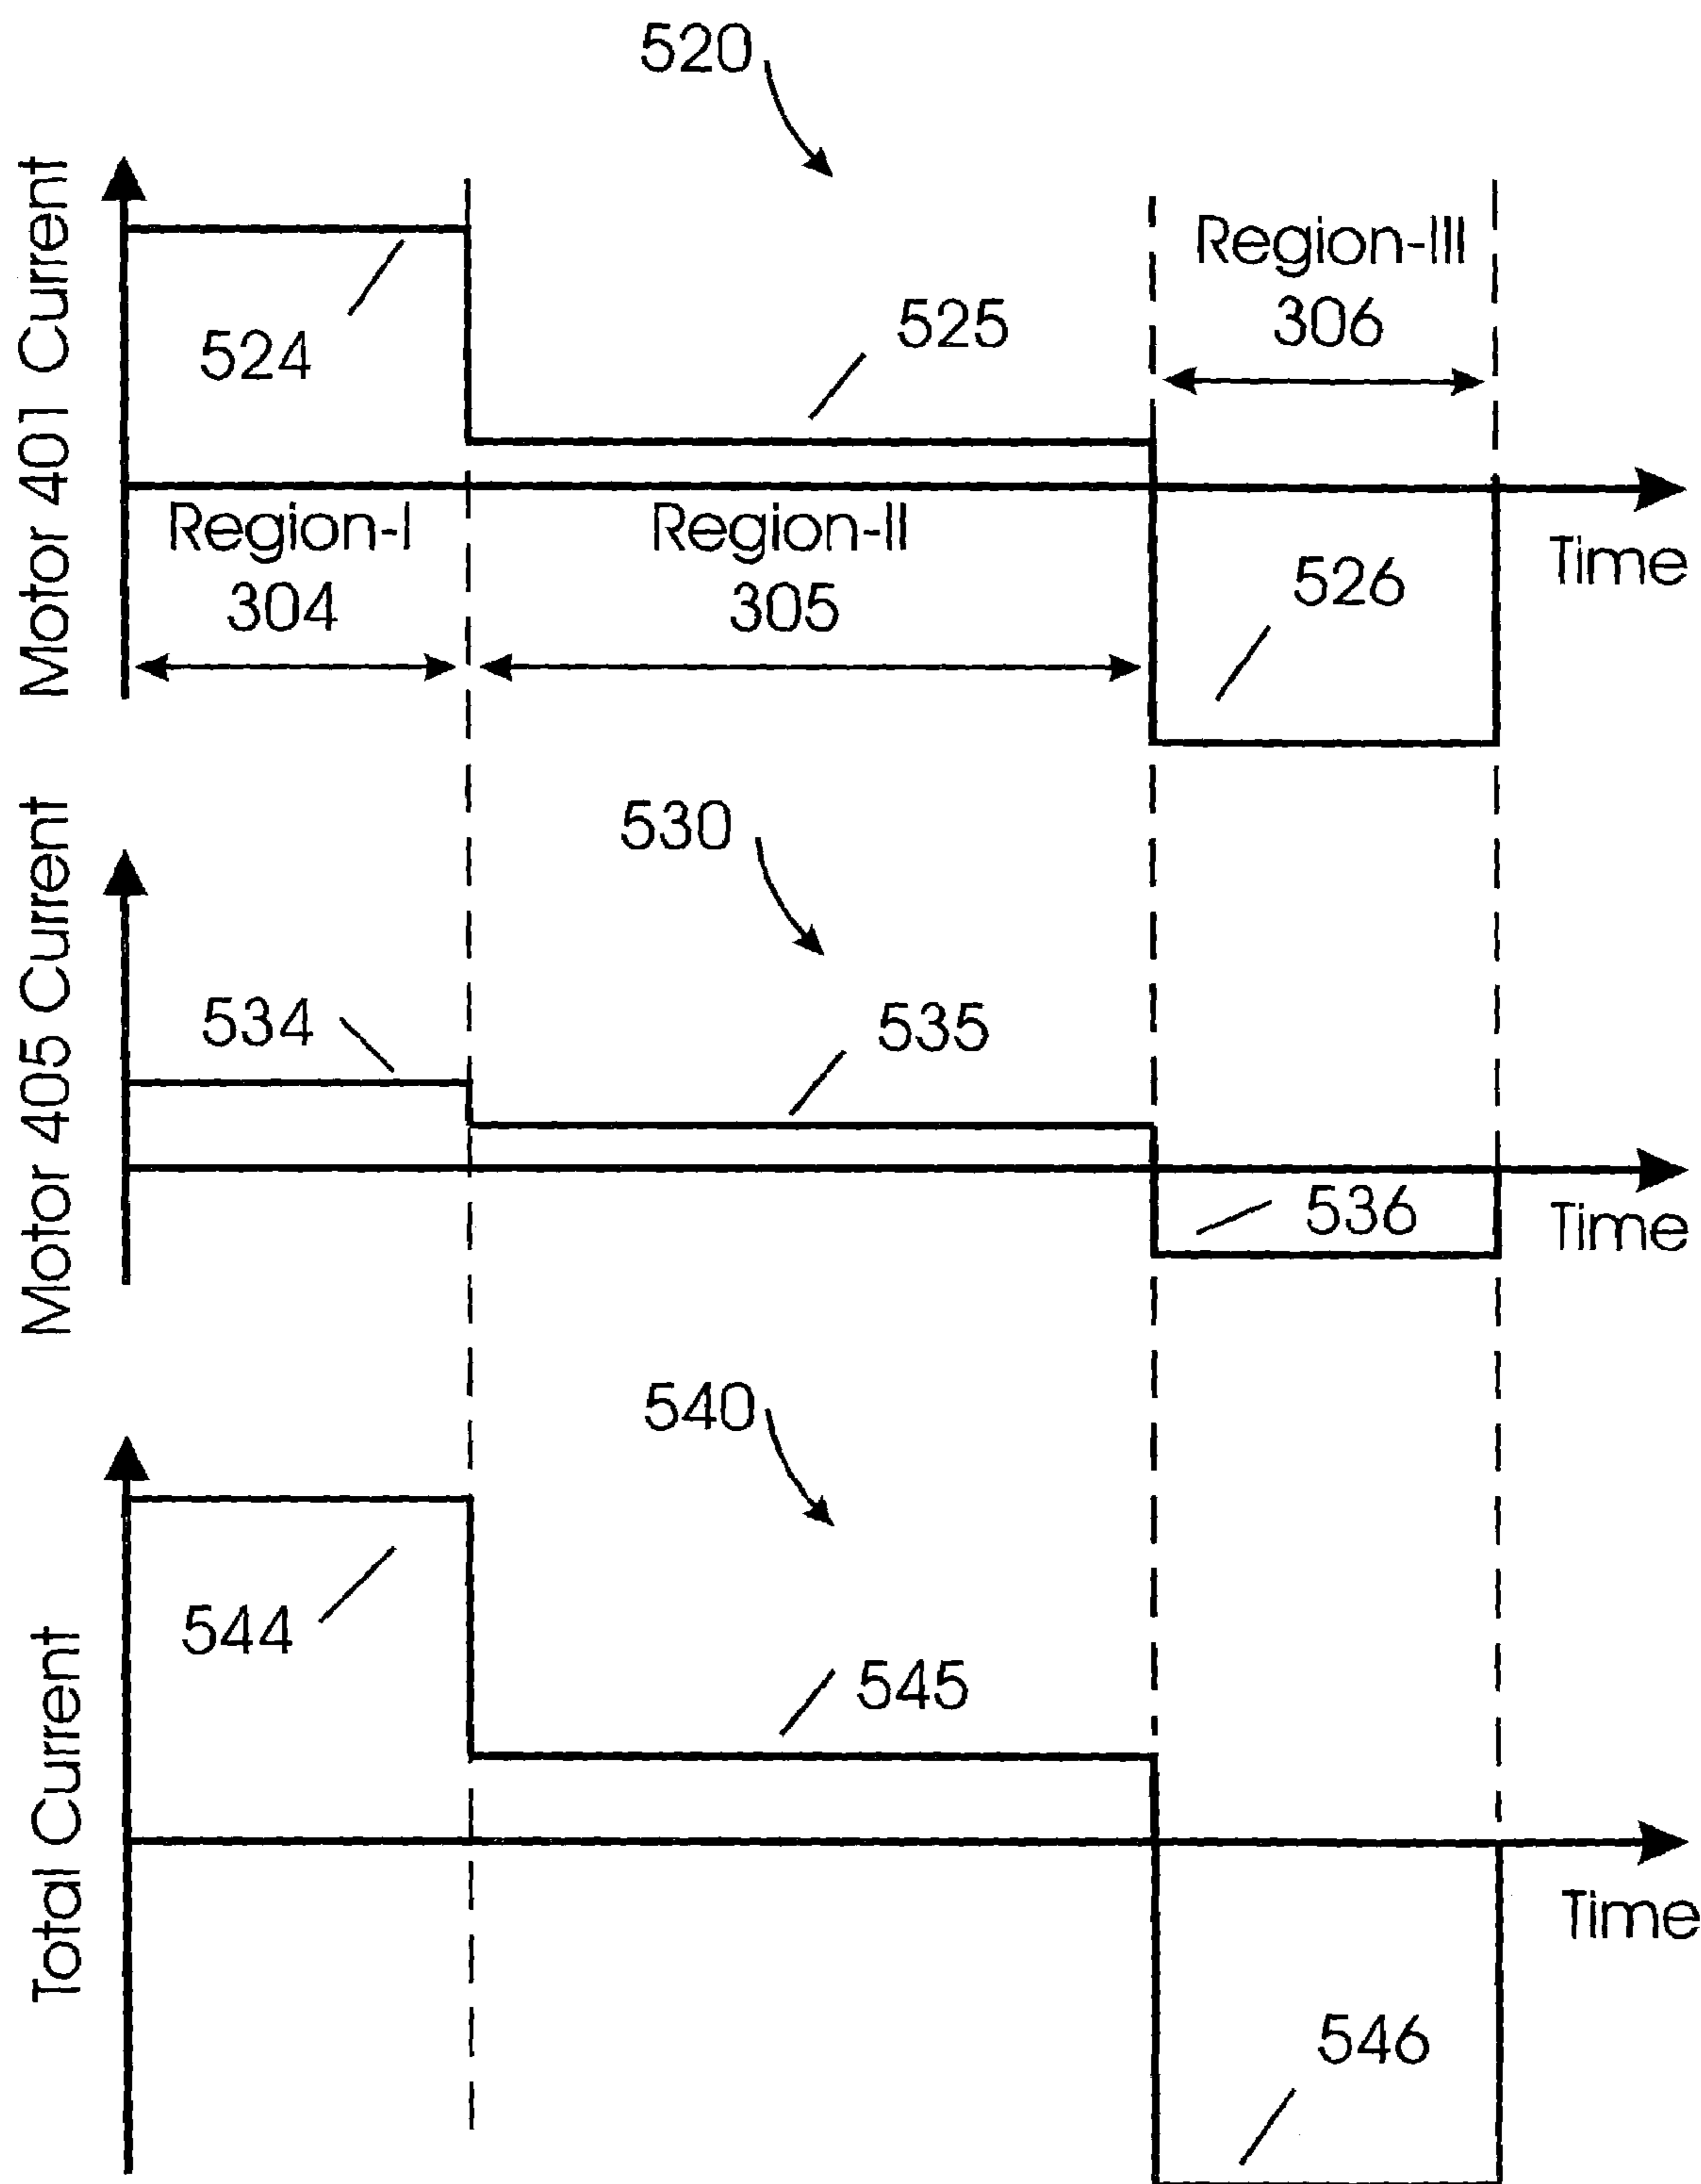 520
Motor 401 Current
524
525
Region-III
306
Region-I
304
Region-II
305
526
Time
530
Motor 405 Current
534
535
536
Time
540
Total Current
544
545
546
Time